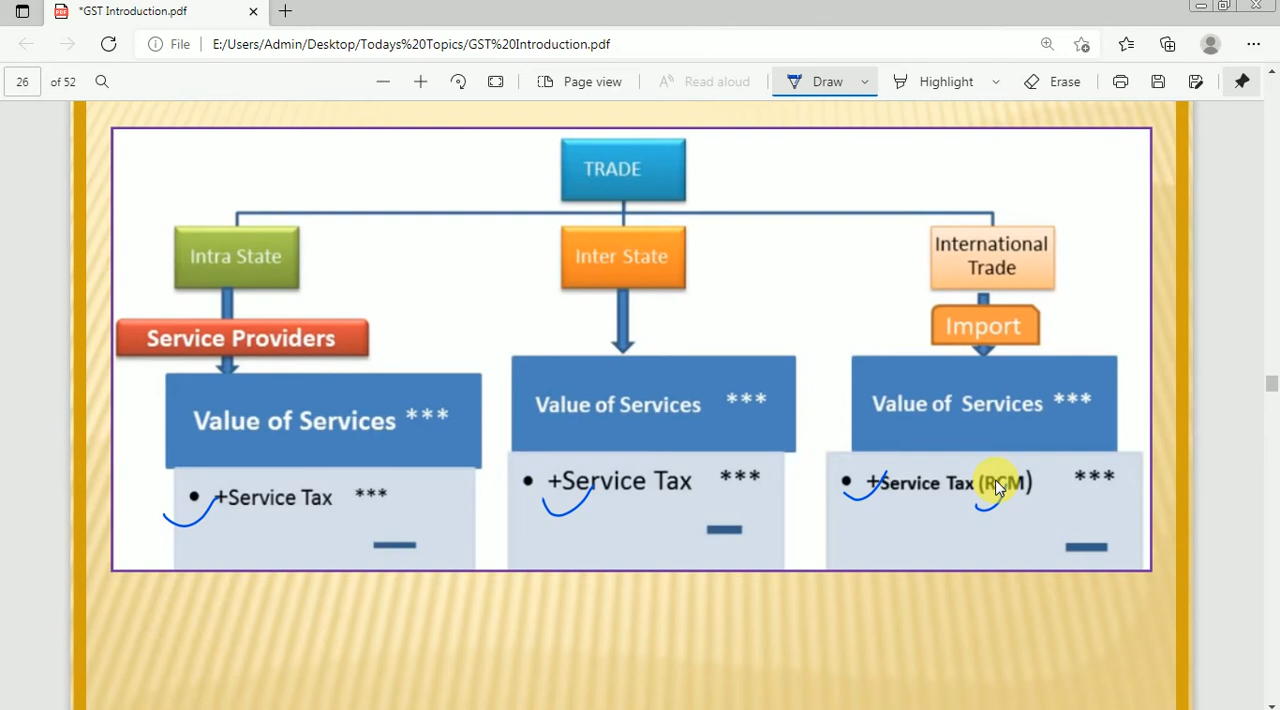 *GST Introduction.pdf
File E:/Users/Admin/Desktop/Todays%20Topics/GST%20Introduction.pdf
26 of 52 Page view Read aloud Draw Highlight Erase
TRADE
Intra State Inter State International
Trade
Service Providers Import
Value of Services *** Value of Services *** Value of Services ***
• +Service Tax *** • +Service Tax *** • +Service Tax (RCM) ***